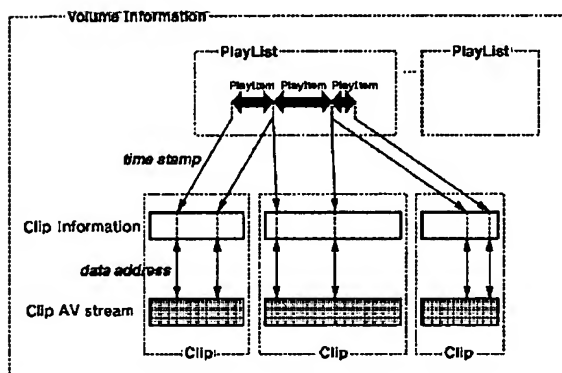 Volume Information
PlayList
PlayList
PlayItem PlayItem PlayItem
...
time stamp
Clip Information
data address
Clip AV stream
Clip
Clip
Clip